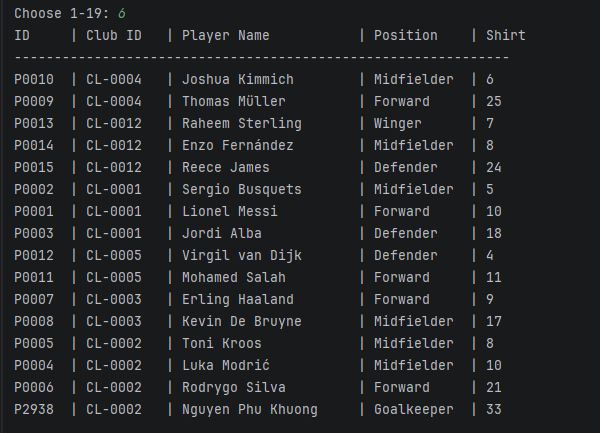 Choose 1-19: 6
ID | Club ID | Player Name | Position | Shirt
--------------------------------------------------------------
P0010 | CL-0004 | Joshua Kimmich | Midfielder | 6
P0009 | CL-0004 | Thomas Müller | Forward | 25
P0013 | CL-0012 | Raheem Sterling | Winger | 7
P0014 | CL-0012 | Enzo Fernández | Midfielder | 8
P0015 | CL-0012 | Reece James | Defender | 24
P0002 | CL-0001 | Sergio Busquets | Midfielder | 5
P0001 | CL-0001 | Lionel Messi | Forward | 10
P0003 | CL-0001 | Jordi Alba | Defender | 18
P0012 | CL-0005 | Virgil van Dijk | Defender | 4
P0011 | CL-0005 | Mohamed Salah | Forward | 11
P0007 | CL-0003 | Erling Haaland | Forward | 9
P0008 | CL-0003 | Kevin De Bruyne | Midfielder | 17
P0005 | CL-0002 | Toni Kroos | Midfielder | 8
P0004 | CL-0002 | Luka Modrić | Midfielder | 10
P0006 | CL-0002 | Rodrygo Silva | Forward | 21
P2938 | CL-0002 | Nguyen Phu Khuong | Goalkeeper | 33